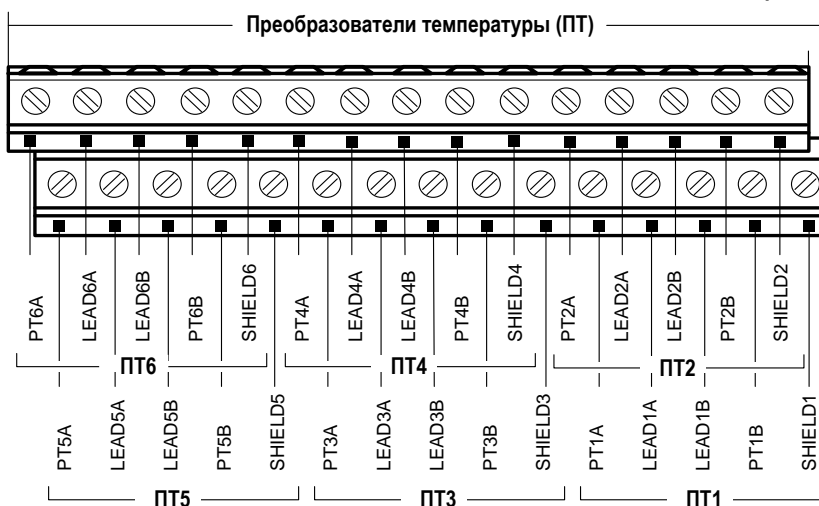 Преобразователи температуры (ПТ)
PT6A LEAD6A LEAD6B PT6B SHIELD6 PT4A LEAD4A LEAD4B PT4B SHIELD4 PT2A LEAD2A LEAD2B PT2B SHIELD2
ПТ6 ПТ4 ПТ2
PT5A LEAD5A LEAD5B PT5B SHIELD5 PT3A LEAD3A LEAD3B PT3B SHIELD3 PT1A LEAD1A LEAD1B PT1B SHIELD1
ПТ5 ПТ3 ПТ1